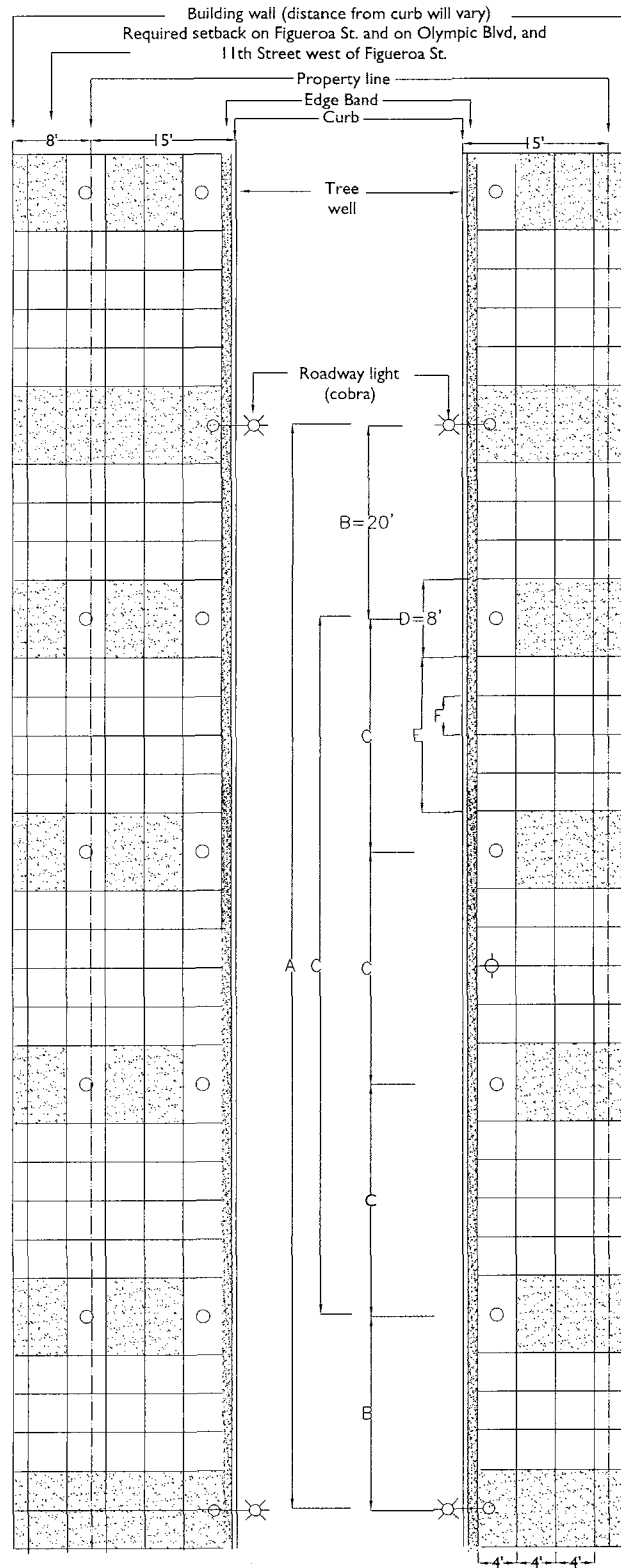 Building wall (distance from curb will vary)
Required setback on Figueroa St. and on Olympic Blvd, and
11th Street west of Figueroa St.
Property line
Edge Band
Curb
8'
15'
15'
Tree
well
Roadway light
(cobra)
B=20'
D=8'
F
C
E
A
C
C
C
B
4'
4'
4'